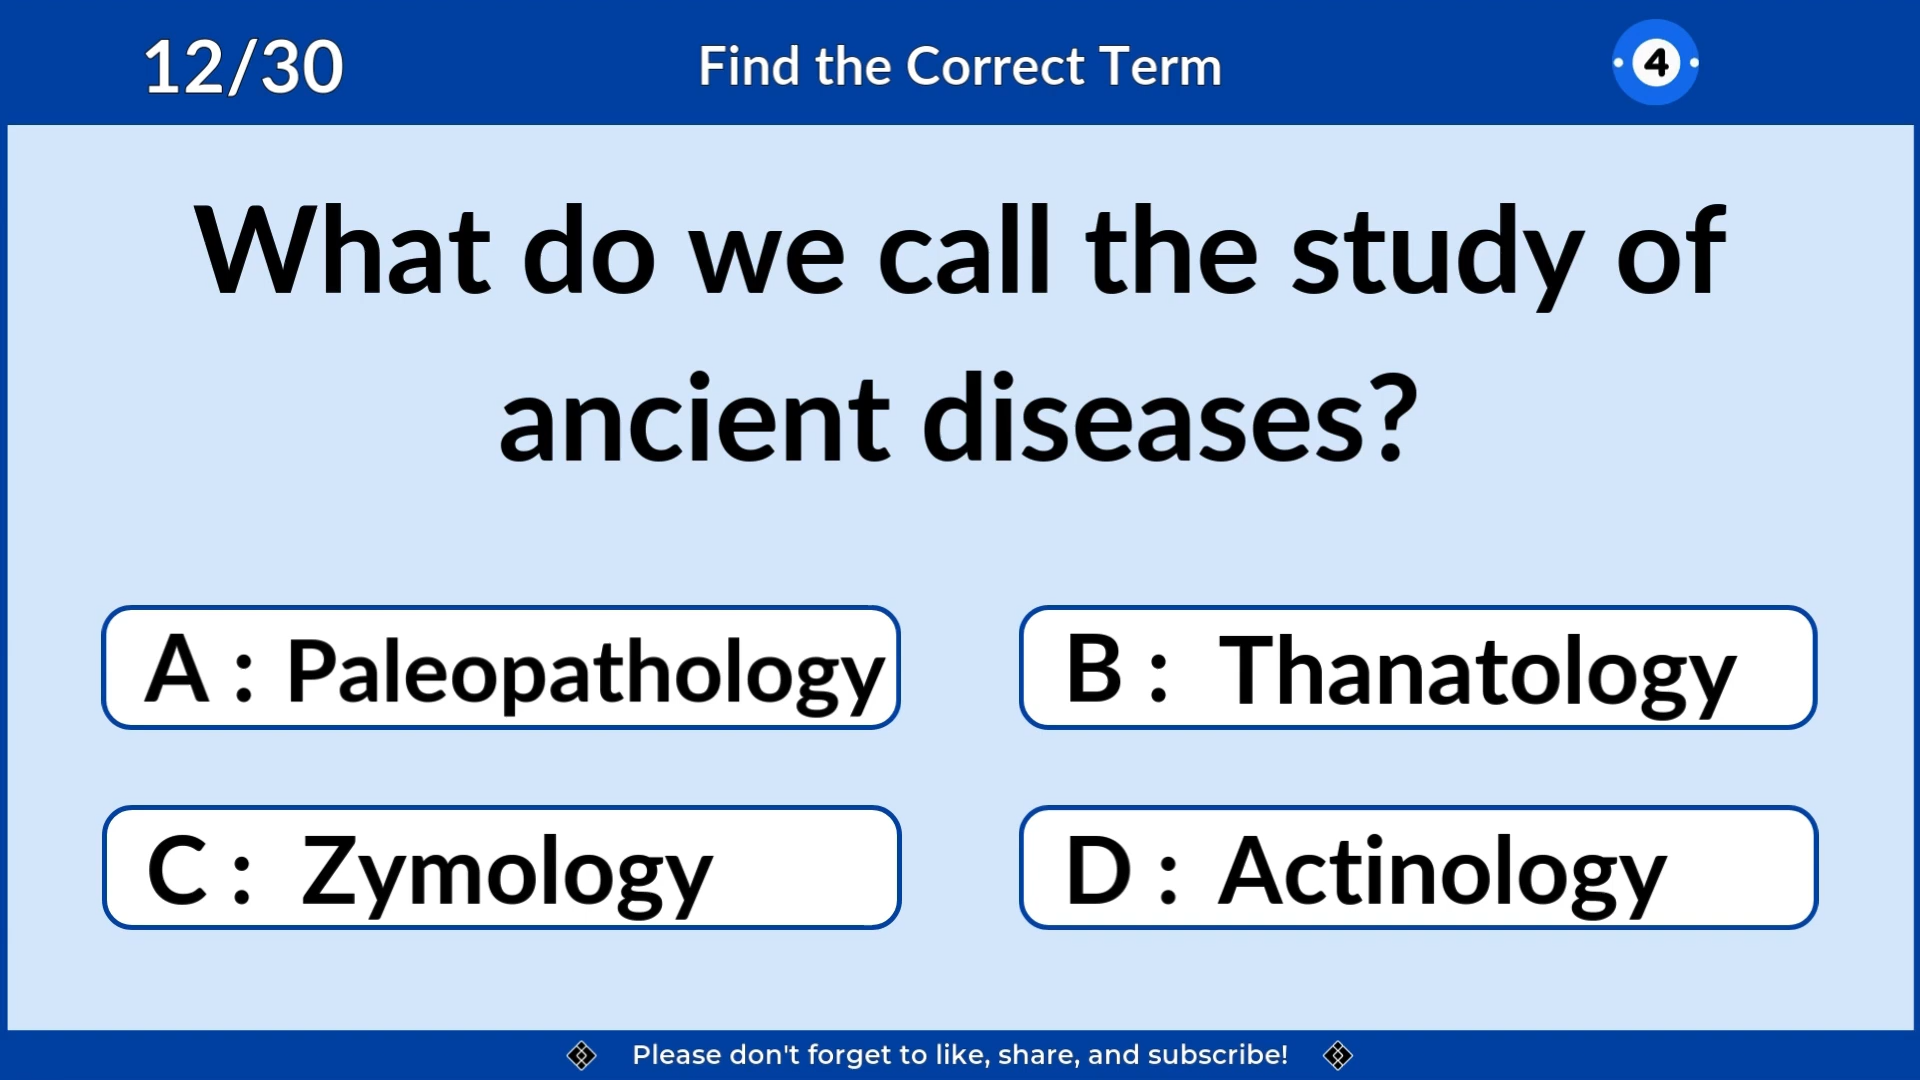 12/30
Find the Correct Term
4
What do we call the study of
ancient diseases?
A : Paleopathology
B : Thanatology
C : Zymology
D : Actinology
Please don't forget to like, share, and subscribe!